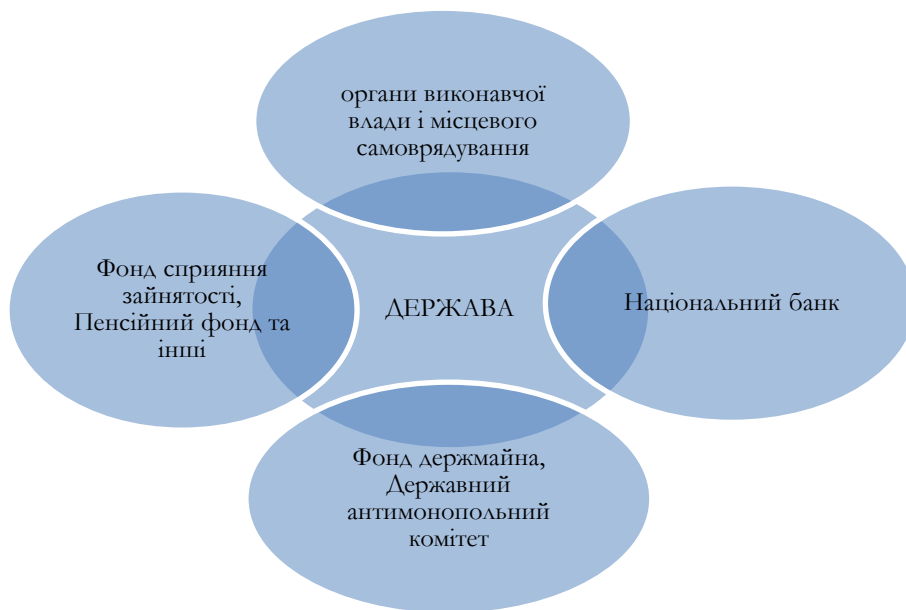 органи виконавчої
влади і місцевого
самоврядування
Фонд сприяння
зайнятості,
Пенсійний фонд та
інші
ДЕРЖАВА
Національний банк
Фонд держмайна,
Державний
антимонопольний
комітет